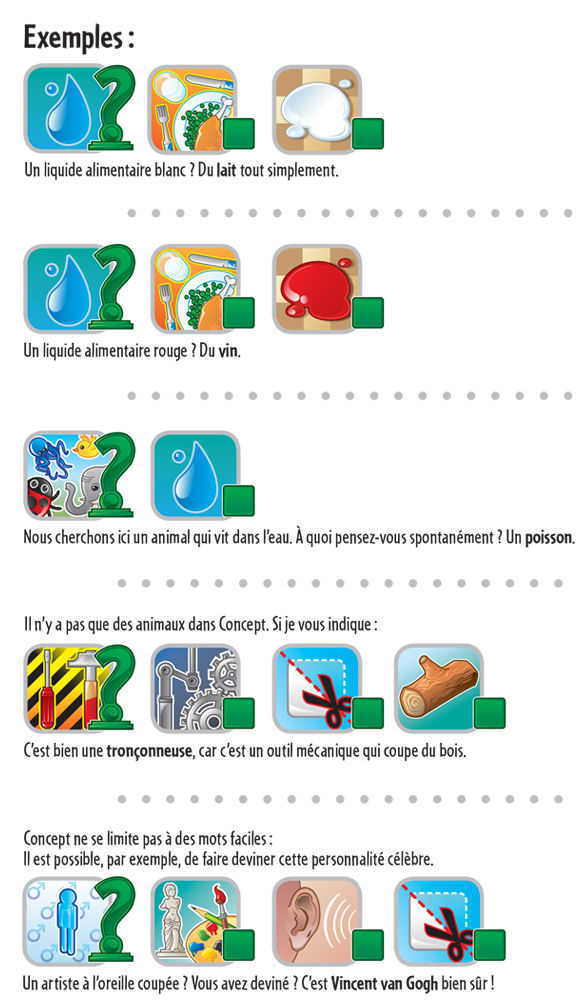 Exemples :
Un liquide alimentaire blanc ? Du lait tout simplement.
Un liquide alimentaire rouge ? Du vin.
Nous cherchons ici un animal qui vit dans l'eau. À quoi pensez-vous spontanément ? Un poisson.
Il n'y a pas que des animaux dans Concept. Si je vous indique :
C'est bien une tronçonneuse, car c'est un outil mécanique qui coupe du bois.
Concept ne se limite pas à des mots faciles :
Il est possible, par exemple, de faire deviner cette personnalité célèbre.
Un artiste à l'oreille coupée ? Vous avez deviné ? C'est Vincent van Gogh bien sûr !